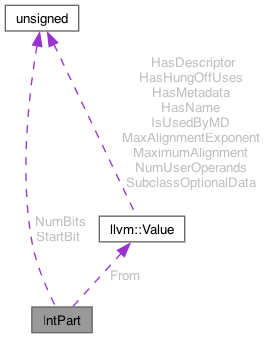 unsigned
HasDescriptor
HasHungOffUses
HasMetadata
HasName
IsUsedByMD
MaxAlignmentExponent
MaximumAlignment
NumUserOperands
SubclassOptionalData
NumBits
StartBit
llvm::Value
From
IntPart